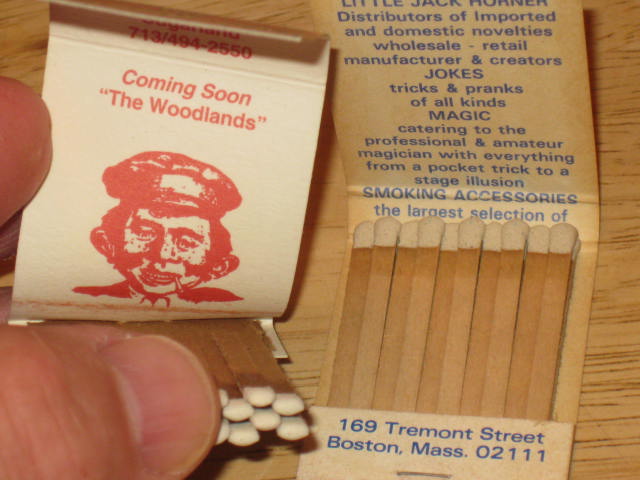 Sugarland
713/494-2550
Coming Soon
"The Woodlands"
LITTLE JACK HORNER
Distributors of Imported
and domestic novelties
wholesale - retail
manufacturer & creators
JOKES
tricks & pranks
of all kinds
MAGIC
catering to the
professional & amateur
magician with everything
from a pocket trick to a
stage illusion
SMOKING ACCESSORIES
the largest selection of
169 Tremont Street
Boston, Mass. 02111